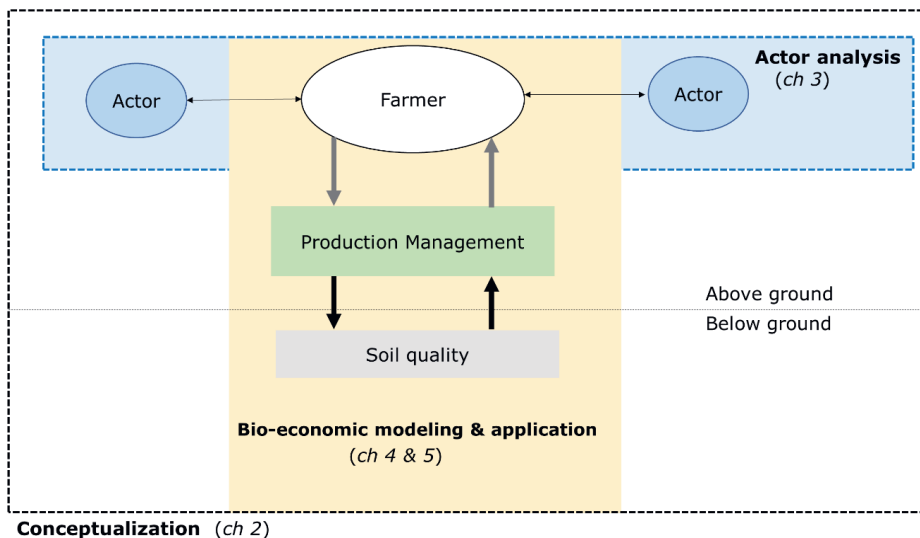 Actor analysis
(ch 3)
Actor
Farmer
Actor
Production Management
Above ground
Below ground
Soil quality
Bio-economic modeling & application
(ch 4 & 5)
Conceptualization (ch 2)